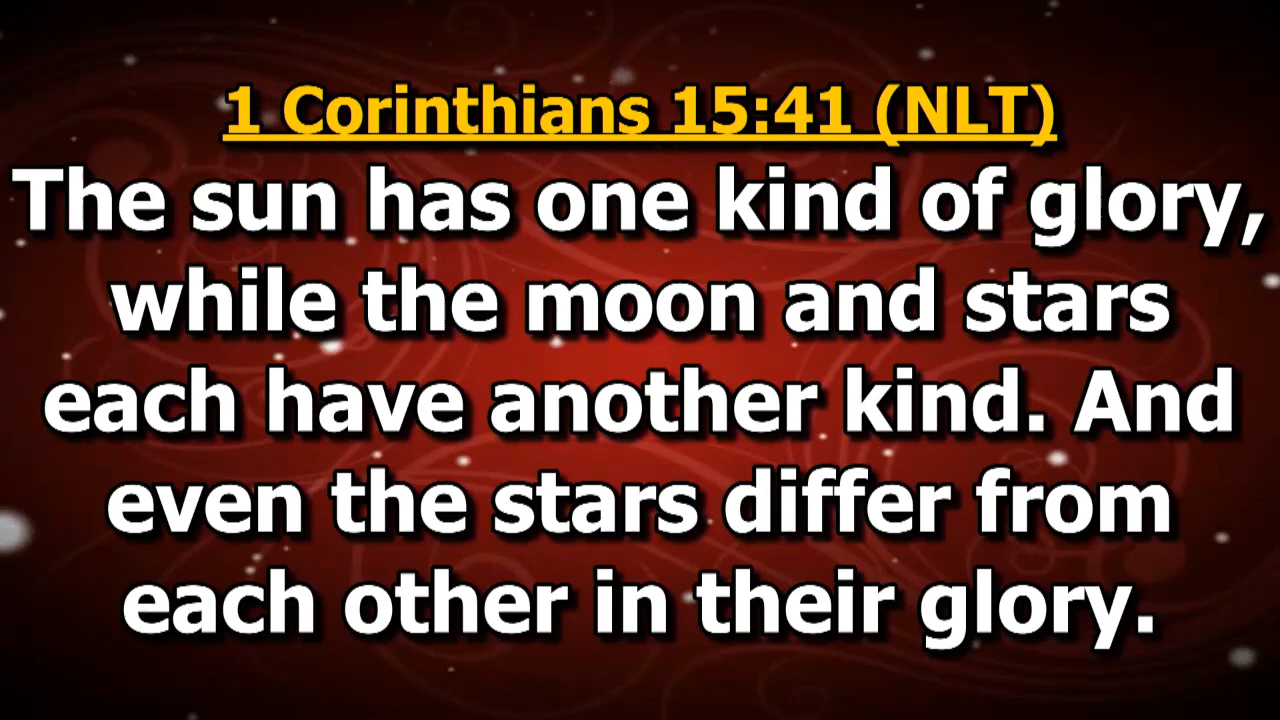 1 Corinthians 15:41 (NLT)
The sun has one kind of glory,
while the moon and stars
each have another kind. And
even the stars differ from
each other in their glory.